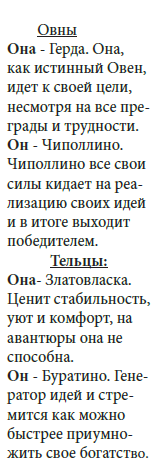 Овны
Она - Герда. Она,
как истинный Овен,
идет к своей цели,
несмотря на все пре-
грады и трудности.
Он - Чиполлино.
Чиполлино все свои
силы кидает на реа-
лизацию своих идей
и в итоге выходит
победителем.
Тельцы:
Она- Златовласка.
Ценит стабильность,
уют и комфорт, на
авантюры она не
способна.
Он - Буратино. Гене-
ратор идей и стре-
мится как можно
быстрее приумно-
жить свое богатство.